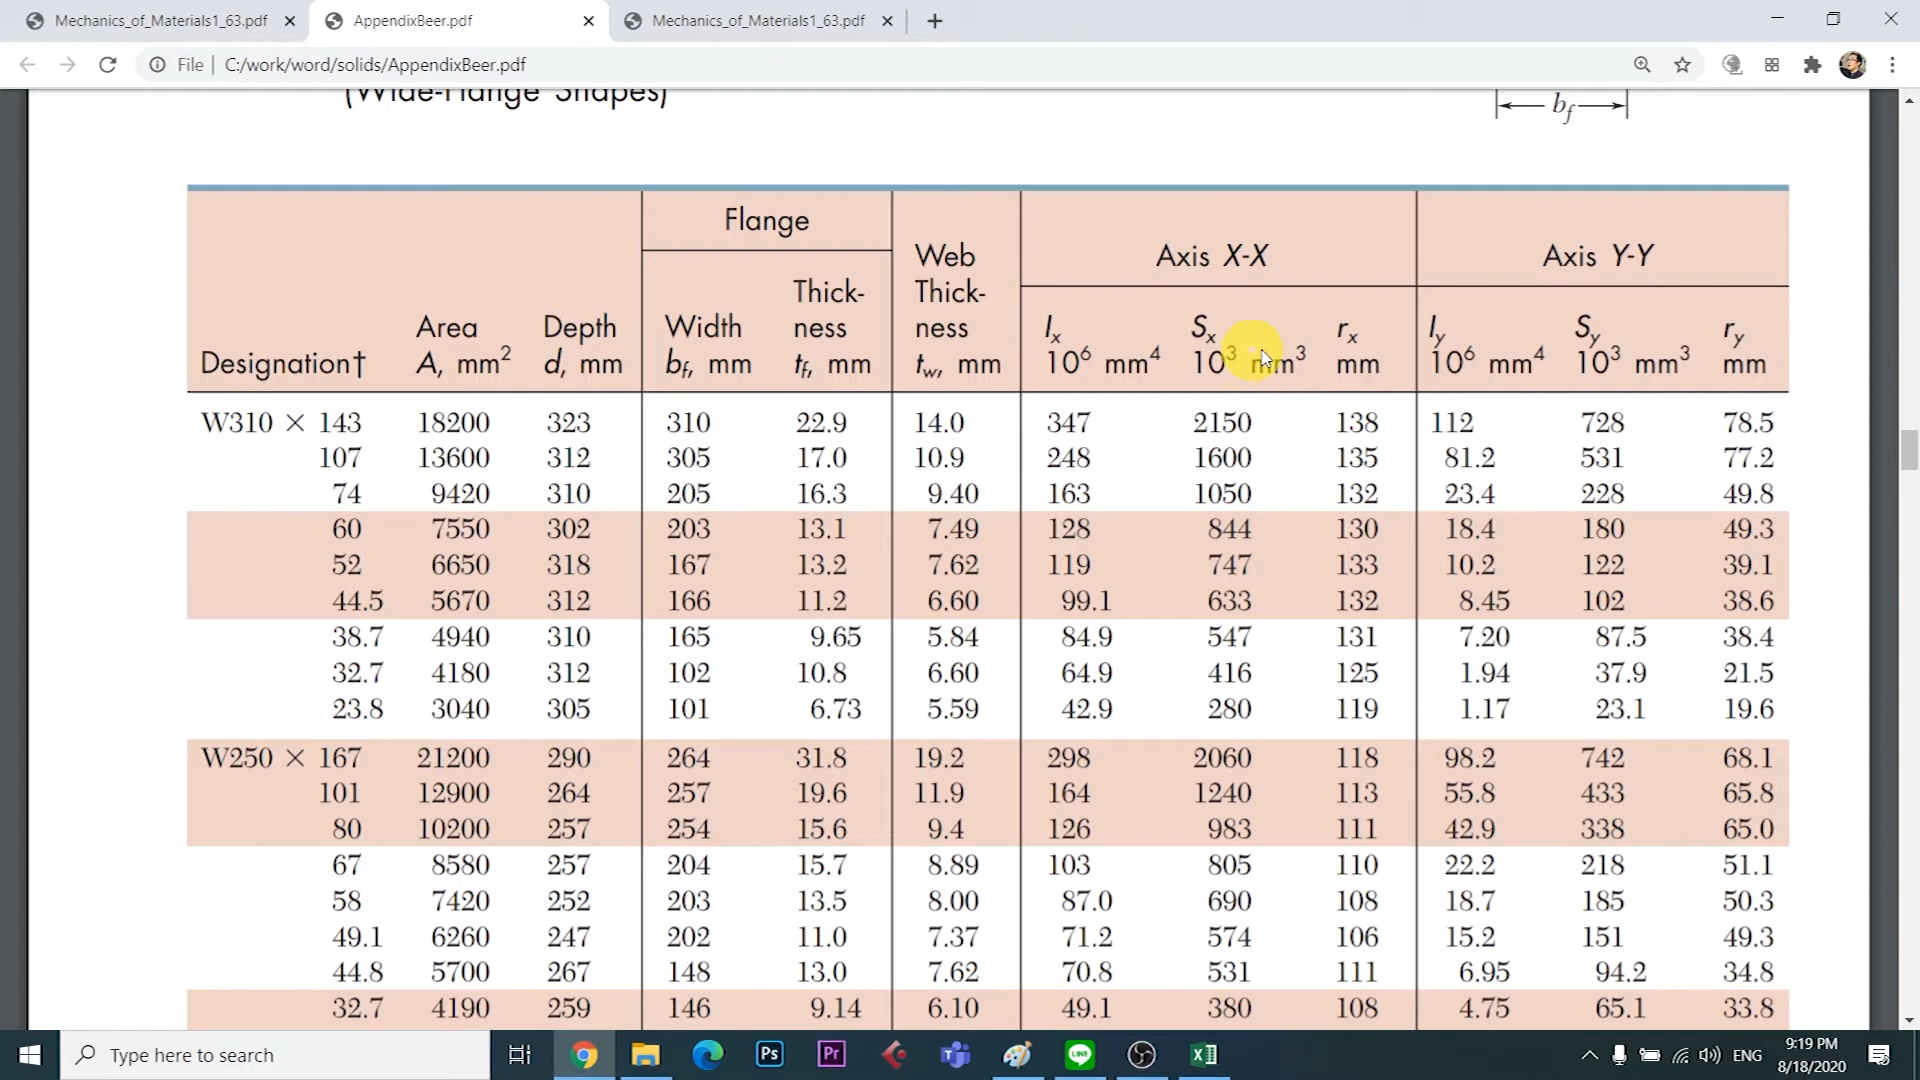 Mechanics_of_Materials1_63.pdf
AppendixBeer.pdf
Mechanics_of_Materials1_63.pdf
File
C:/work/word/solids/AppendixBeer.pdf
(Wide-Flange Shapes)
bf
Flange
Axis X-X
Axis Y-Y
Designation†
Area A, mm²
Depth d, mm
Width bf, mm
Thick-ness tf, mm
Web Thick-ness tw, mm
Ix 10⁶ mm⁴
Sx 10³ mm³
rx mm
Iy 10⁶ mm⁴
Sy 10³ mm³
ry mm
W310 × 143 18200 323 310 22.9 14.0 347 2150 138 112 728 78.5
107 13600 312 305 17.0 10.9 248 1600 135 81.2 531 77.2
74 9420 310 205 16.3 9.40 163 1050 132 23.4 228 49.8
60 7550 302 203 13.1 7.49 128 844 130 18.4 180 49.3
52 6650 318 167 13.2 7.62 119 747 133 10.2 122 39.1
44.5 5670 312 166 11.2 6.60 99.1 633 132 8.45 102 38.6
38.7 4940 310 165 9.65 5.84 84.9 547 131 7.20 87.5 38.4
32.7 4180 312 102 10.8 6.60 64.9 416 125 1.94 37.9 21.5
23.8 3040 305 101 6.73 5.59 42.9 280 119 1.17 23.1 19.6
W250 × 167 21200 290 264 31.8 19.2 298 2060 118 98.2 742 68.1
101 12900 264 257 19.6 11.9 164 1240 113 55.8 433 65.8
80 10200 257 254 15.6 9.4 126 983 111 42.9 338 65.0
67 8580 257 204 15.7 8.89 103 805 110 22.2 218 51.1
58 7420 252 203 13.5 8.00 87.0 690 108 18.7 185 50.3
49.1 6260 247 202 11.0 7.37 71.2 574 106 15.2 151 49.3
44.8 5700 267 148 13.0 7.62 70.8 531 111 6.95 94.2 34.8
32.7 4190 259 146 9.14 6.10 49.1 380 108 4.75 65.1 33.8
Type here to search
Ps
Pr
LINE
ENG
9:19 PM
8/18/2020